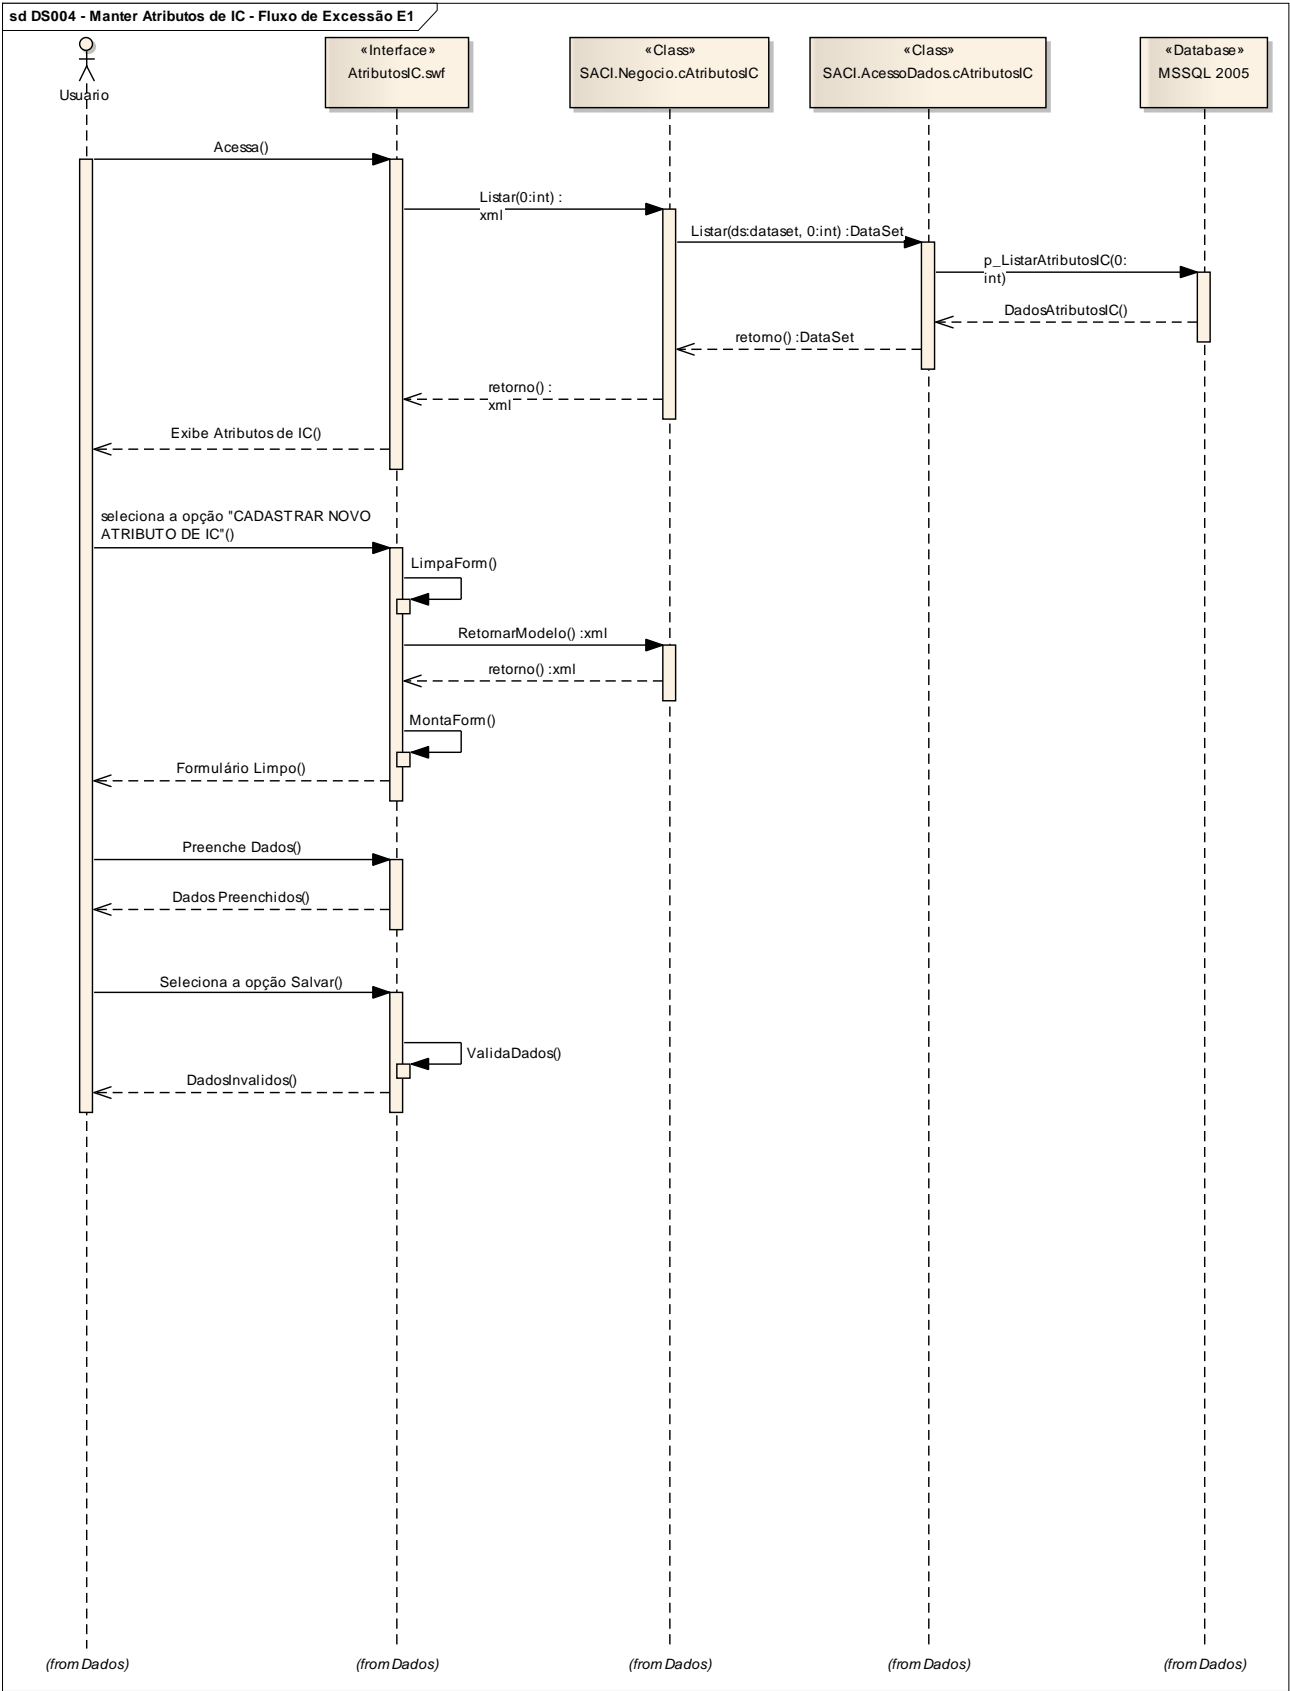 sd DS004 - Manter Atributos de IC - Fluxo de Excessão E1
Usuário
«Interface»
AtributosIC.swf
«Class»
SACI.Negocio.cAtributosIC
«Class»
SACI.AcessoDados.cAtributosIC
«Database»
MSSQL 2005
Acessa()
Listar(0:int) :
xml
Listar(ds:dataset, 0:int) :DataSet
p_ListarAtributosIC(0:
int)
DadosAtributosIC()
retorno() :DataSet
retorno() :
xml
Exibe Atributos de IC()
seleciona a opção "CADASTRAR NOVO
ATRIBUTO DE IC"()
LimpaForm()
RetornarModelo() :xml
retorno() :xml
MontaForm()
Formulário Limpo()
Preenche Dados()
Dados Preenchidos()
Seleciona a opção Salvar()
ValidaDados()
DadosInvalidos()
(from Dados)
(from Dados)
(from Dados)
(from Dados)
(from Dados)